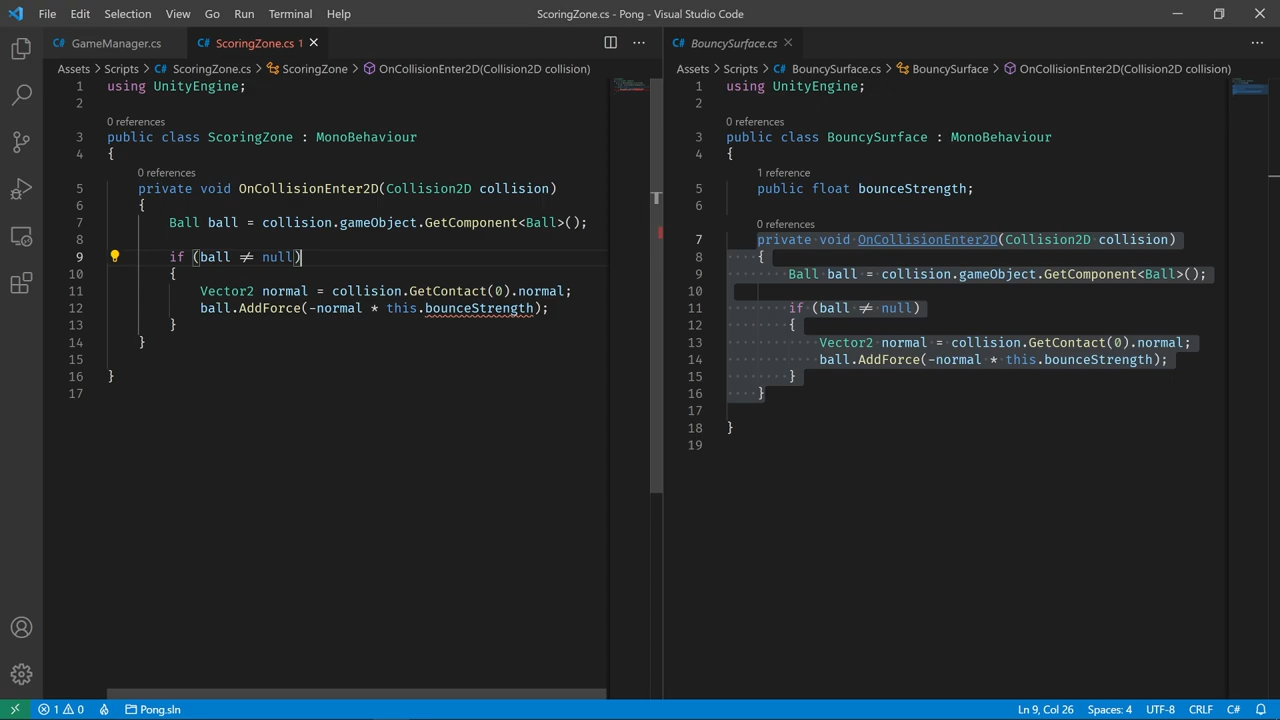 File Edit Selection View Go Run Terminal Help
ScoringZone.cs - Pong - Visual Studio Code
GameManager.cs
ScoringZone.cs 1
Assets > Scripts > ScoringZone.cs > ScoringZone > OnCollisionEnter2D(Collision2D collision)
1 using UnityEngine;
2
0 references
3 public class ScoringZone : MonoBehaviour
4 {
0 references
5 private void OnCollisionEnter2D(Collision2D collision)
6 {
7 Ball ball = collision.gameObject.GetComponent<Ball>();
8
9 if (ball ≠ null)
10 {
11 Vector2 normal = collision.GetContact(0).normal;
12 ball.AddForce(-normal * this.bounceStrength);
13 }
14 }
15
16 }
17
BouncySurface.cs
Assets > Scripts > BouncySurface.cs > BouncySurface > OnCollisionEnter2D(Collision2D collision)
1 using UnityEngine;
2
0 references
3 public class BouncySurface : MonoBehaviour
4 {
1 reference
5 public float bounceStrength;
6
0 references
7 private void OnCollisionEnter2D(Collision2D collision)
8 {
9 Ball ball = collision.gameObject.GetComponent<Ball>();
10
11 if (ball ≠ null)
12 {
13 Vector2 normal = collision.GetContact(0).normal;
14 ball.AddForce(-normal * this.bounceStrength);
15 }
16 }
17
18 }
19
1 0 Pong.sln
Ln 9, Col 26 Spaces: 4 UTF-8 CRLF C#